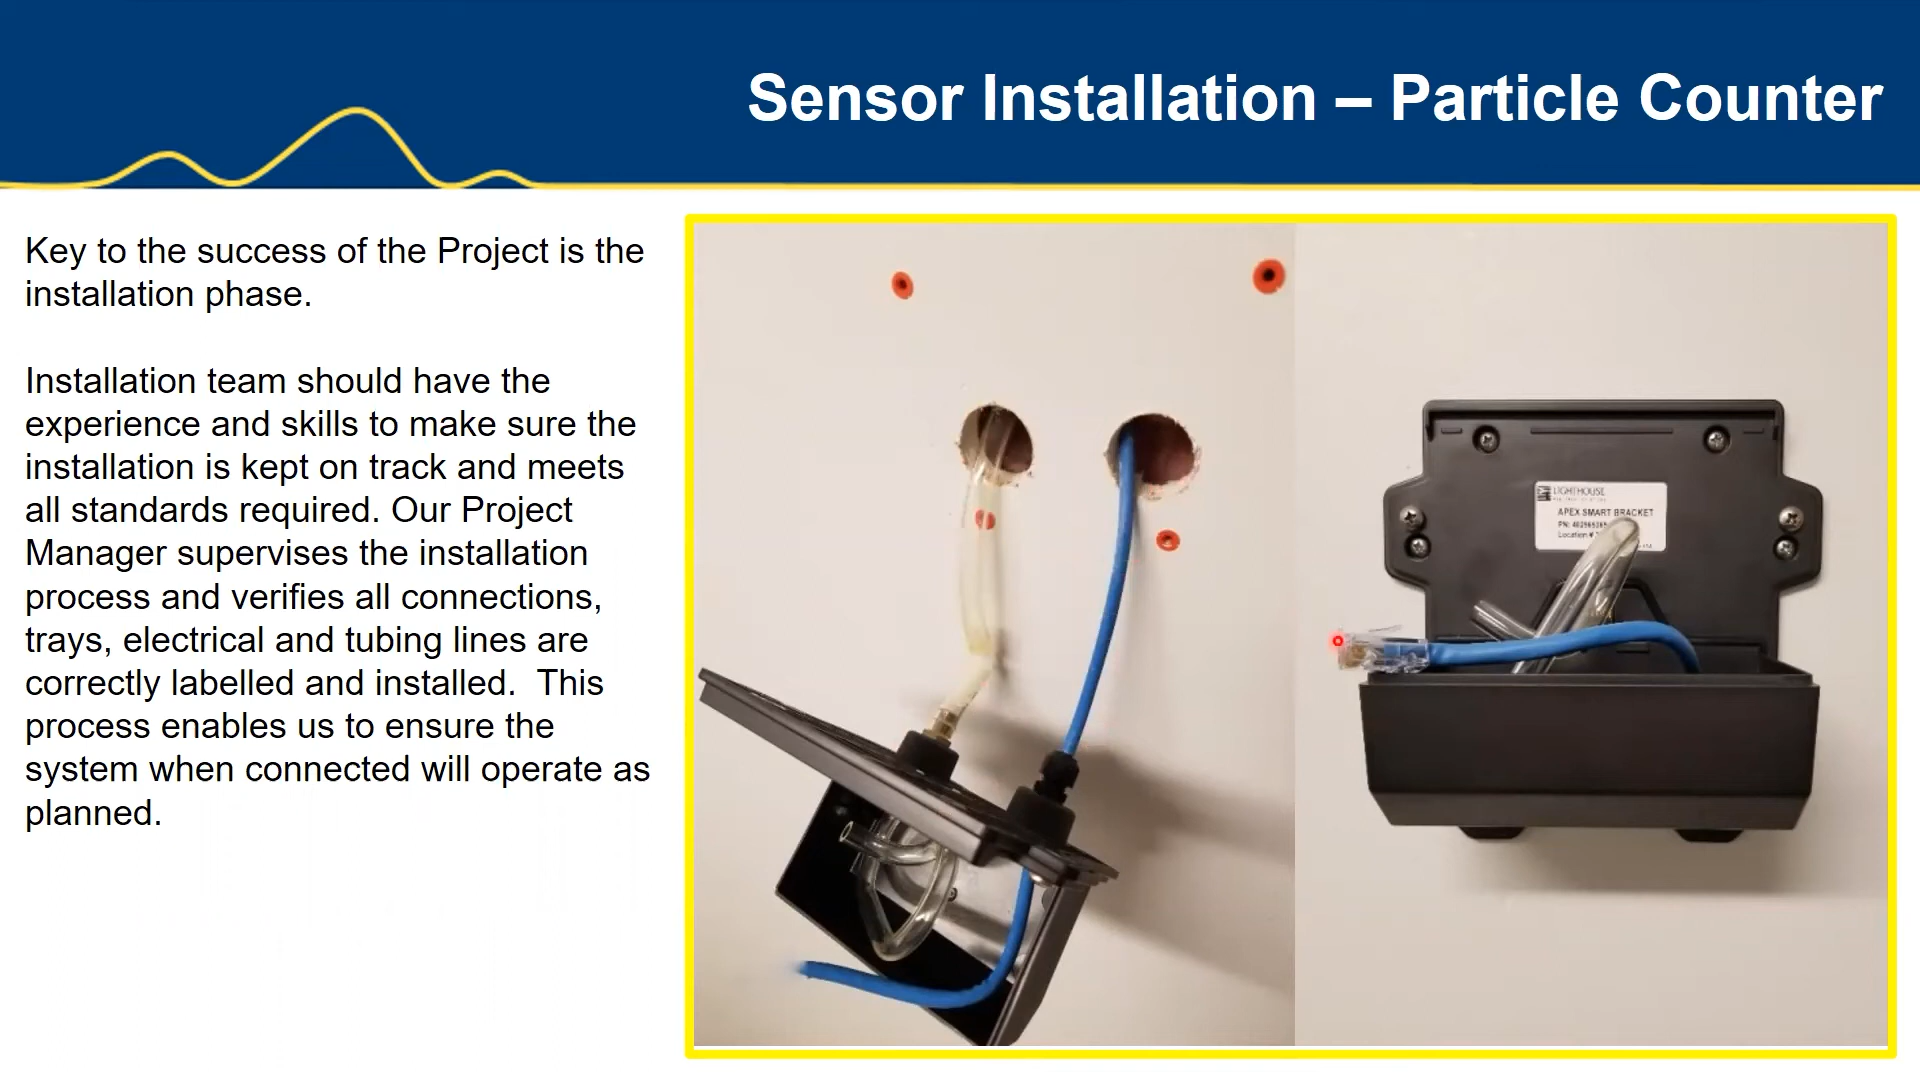 Sensor Installation – Particle Counter
Key to the success of the Project is the
installation phase.
Installation team should have the
experience and skills to make sure the
installation is kept on track and meets
all standards required. Our Project
Manager supervises the installation
process and verifies all connections,
trays, electrical and tubing lines are
correctly labelled and installed.  This
process enables us to ensure the
system when connected will operate as
planned.
LIGHTHOUSE
APEX SMART BRACKET
PN:
Location #